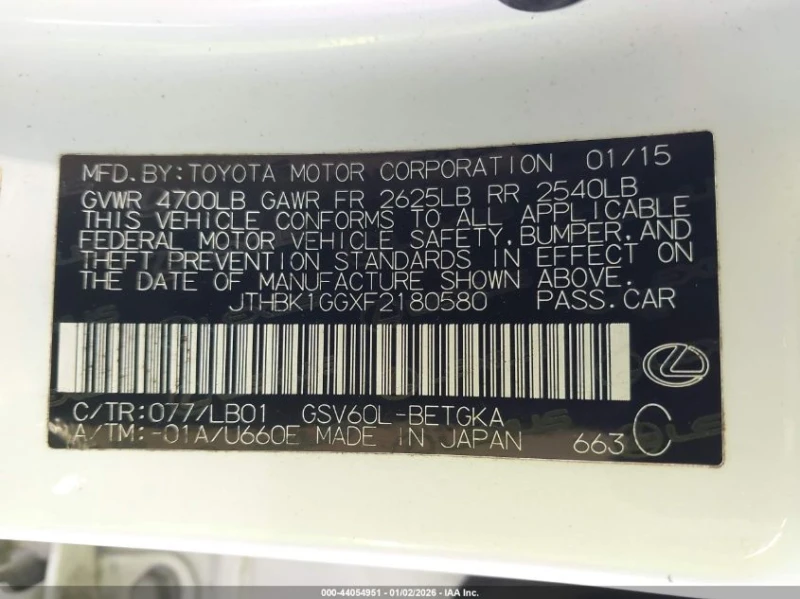 MFD. BY: TOYOTA MOTOR CORPORATION 01/15
GVWR 4700LB GAWR FR 2625LB RR 2540LB
THIS VEHICLE CONFORMS TO ALL APPLICABLE
FEDERAL MOTOR VEHICLE SAFETY, BUMPER, AND
THEFT PREVENTION STANDARDS IN EFFECT ON
THE DATE OF MANUFACTURE SHOWN ABOVE.
JTHBK1GGXF2180580 PASS. CAR
C/TR: 077/LB01 GSV60L-BETGKA
A/TM: -01A/U660E MADE IN JAPAN 663 C
000-44054951 - 01/02/2026 - IAA Inc.